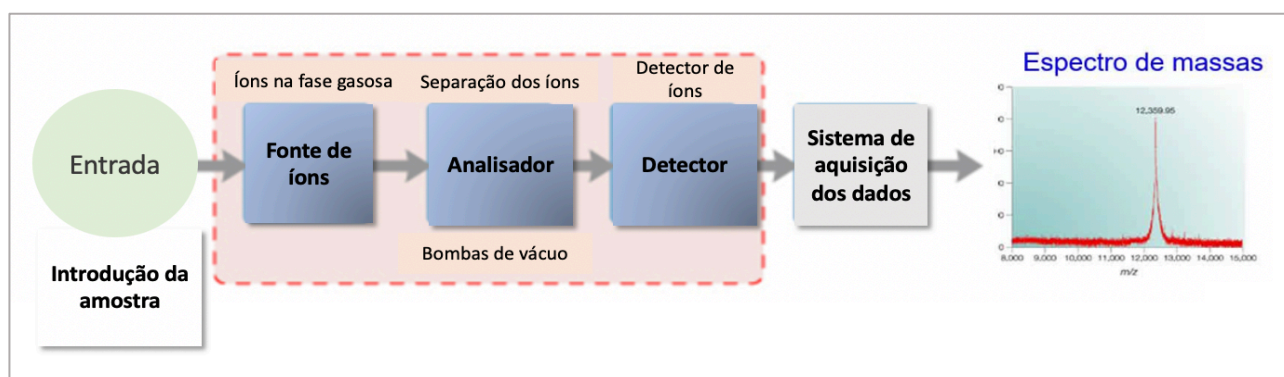 Entrada
Introdução da
amostra
Íons na fase gasosa
Fonte de
íons
Separação dos íons
Analisador
Bombas de vácuo
Detector de
íons
Detector
Sistema de
aquisição
dos dados
Espectro de massas
12,359.95
8,000 9,000 10,000 11,000 12,000 13,000 14,000 15,000
m/z